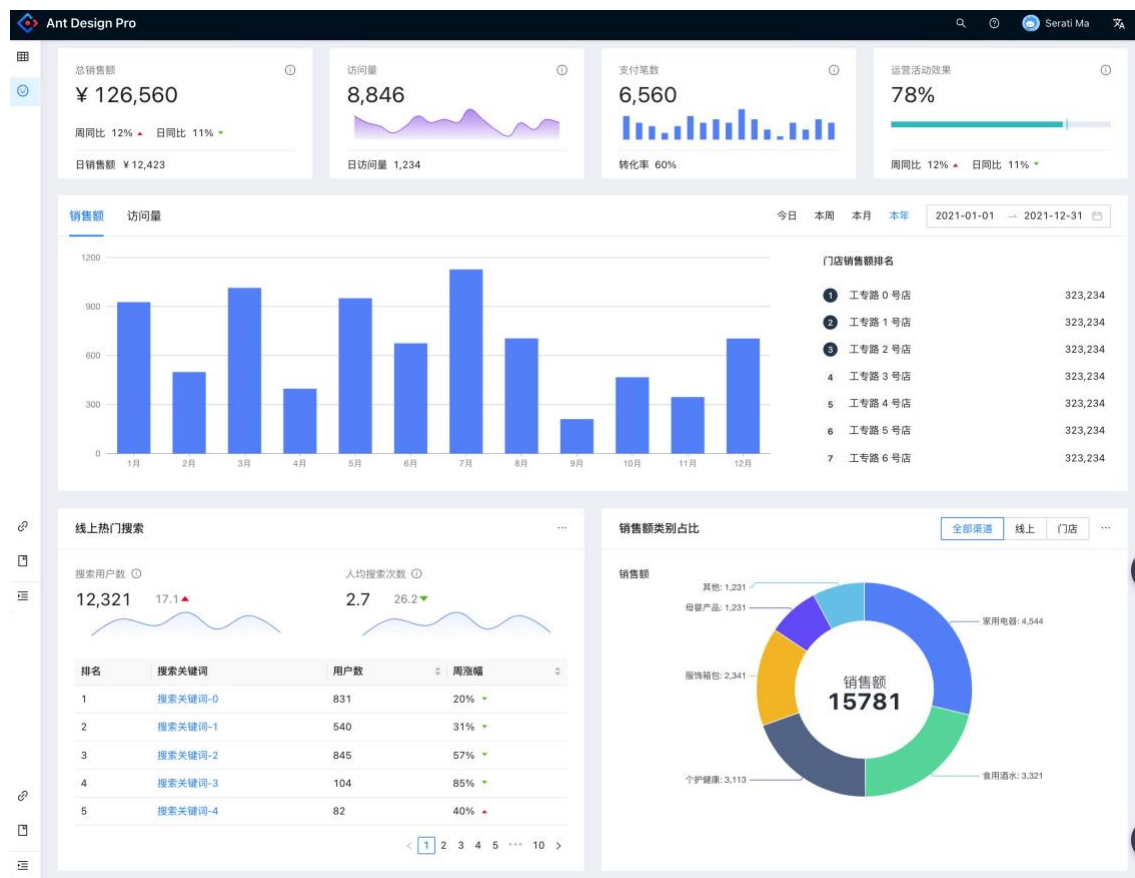 Ant Design Pro
Serati Ma
总销售额
¥ 126,560
周同比 12% 日同比 11%
日销售额 ¥ 12,423
访问量
8,846
日访问量 1,234
支付笔数
6,560
转化率 60%
运营活动效果
78%
周同比 12% 日同比 11%
销售额 访问量
今日 本周 本月 本年 2021-01-01 → 2021-12-31
1200
900
600
300
0
1月 2月 3月 4月 5月 6月 7月 8月 9月 10月 11月 12月
门店销售额排名
1 工专路 0 号店 323,234
2 工专路 1 号店 323,234
3 工专路 2 号店 323,234
4 工专路 3 号店 323,234
5 工专路 4 号店 323,234
6 工专路 5 号店 323,234
7 工专路 6 号店 323,234
线上热门搜索
搜索用户数
12,321 17.1
人均搜索次数
2.7 26.2
排名 搜索关键词 用户数 周涨幅
1 搜索关键词-0 831 20%
2 搜索关键词-1 540 31%
3 搜索关键词-2 845 57%
4 搜索关键词-3 104 85%
5 搜索关键词-4 82 40%
< 1 2 3 4 5 ··· 10 >
销售额类别占比
全部渠道 线上 门店
销售额
其他: 1,231
母婴产品: 1,231
服饰箱包: 2,341
个护健康: 3,113
家用电器: 4,544
食用酒水: 3,321
销售额
15781